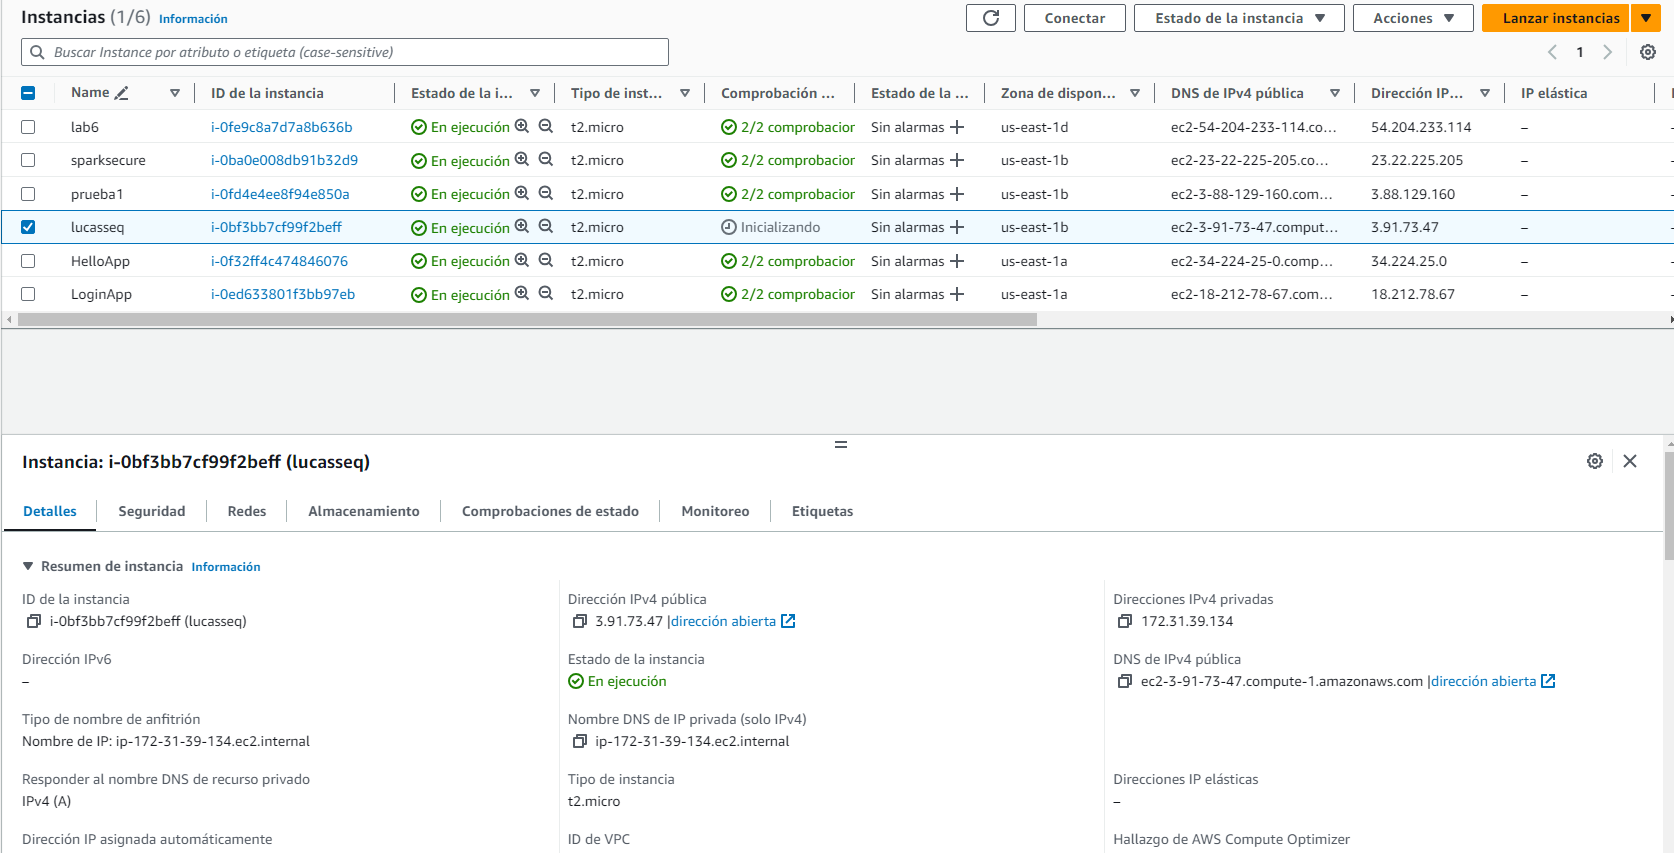 Instancias (1/6) Información
Conectar
Estado de la instancia
Acciones
Lanzar instancias
Buscar Instance por atributo o etiqueta (case-sensitive)
1
Name ID de la instancia Estado de la i... Tipo de inst... Comprobación ... Estado de la ... Zona de dispon... DNS de IPv4 pública Dirección IP... IP elástica
lab6 i-0fe9c8a7d7a8b636b En ejecución t2.micro 2/2 comprobacior Sin alarmas us-east-1d ec2-54-204-233-114.co... 54.204.233.114 –
sparksecure i-0ba0e008db91b32d9 En ejecución t2.micro 2/2 comprobacior Sin alarmas us-east-1b ec2-23-22-225-205.co... 23.22.225.205 –
prueba1 i-0fd4e4ee8f94e850a En ejecución t2.micro 2/2 comprobacior Sin alarmas us-east-1b ec2-3-88-129-160.com... 3.88.129.160 –
lucasseq i-0bf3bb7cf99f2beff En ejecución t2.micro Inicializando Sin alarmas us-east-1b ec2-3-91-73-47.comput... 3.91.73.47 –
HelloApp i-0f32ff4c474846076 En ejecución t2.micro 2/2 comprobacior Sin alarmas us-east-1a ec2-34-224-25-0.comp... 34.224.25.0 –
LoginApp i-0ed633801f3bb97eb En ejecución t2.micro 2/2 comprobacior Sin alarmas us-east-1a ec2-18-212-78-67.com... 18.212.78.67 –
Instancia: i-0bf3bb7cf99f2beff (lucasseq)
Detalles Seguridad Redes Almacenamiento Comprobaciones de estado Monitoreo Etiquetas
Resumen de instancia Información
ID de la instancia
i-0bf3bb7cf99f2beff (lucasseq)
Dirección IPv4 pública
3.91.73.47 |dirección abierta
Direcciones IPv4 privadas
172.31.39.134
Dirección IPv6
–
Estado de la instancia
En ejecución
DNS de IPv4 pública
ec2-3-91-73-47.compute-1.amazonaws.com |dirección abierta
Tipo de nombre de anfitrión
Nombre de IP: ip-172-31-39-134.ec2.internal
Nombre DNS de IP privada (solo IPv4)
ip-172-31-39-134.ec2.internal
Responder al nombre DNS de recurso privado
IPv4 (A)
Tipo de instancia
t2.micro
Direcciones IP elásticas
–
Dirección IP asignada automáticamente
ID de VPC
Hallazgo de AWS Compute Optimizer